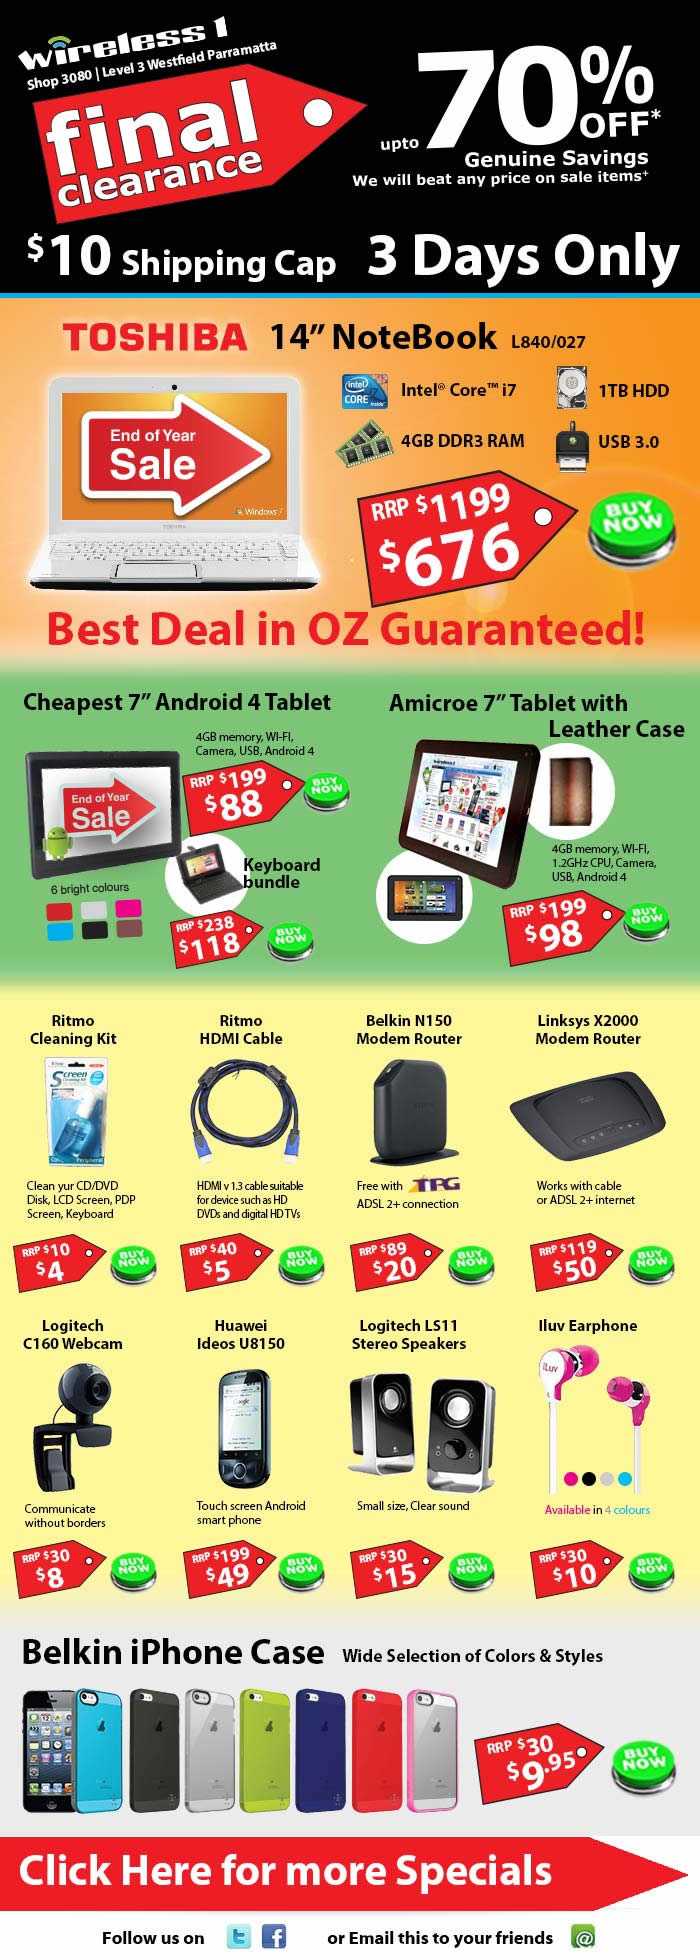 wireless 1
Shop 3080 | Level 3 Westfield Parramatta
final
clearance
upto 70% OFF*
Genuine Savings
We will beat any price on sale items+
$10 Shipping Cap 3 Days Only
TOSHIBA 14” NoteBook L840/027
End of Year
Sale
Windows 7
TOSHIBA
intel CORE i7 inside
Intel® Core™ i7
1TB HDD
4GB DDR3 RAM
USB 3.0
RRP $1199
$676
BUY NOW
Best Deal in OZ Guaranteed!
Cheapest 7” Android 4 Tablet
4GB memory, WI-FI,
Camera, USB, Android 4
End of Year
Sale
RRP $199
$88
BUY NOW
6 bright colours
Keyboard
bundle
RRP $238
$118
BUY NOW
Amicroe 7” Tablet with
Leather Case
4GB memory, WI-FI,
1.2GHz CPU, Camera,
USB, Android 4
RRP $199
$98
BUY NOW
Ritmo
Cleaning Kit
Screen
Clean yur CD/DVD
Disk, LCD Screen, PDP
Screen, Keyboard
RRP $10
$4
BUY NOW
Ritmo
HDMI Cable
HDMI v 1.3 cable suitable
for device such as HD
DVDs and digital HD TVs
RRP $40
$5
BUY NOW
Belkin N150
Modem Router
Free with TPG
ADSL 2+ connection
RRP $89
$20
BUY NOW
Linksys X2000
Modem Router
Works with cable
or ADSL 2+ internet
RRP $119
$50
BUY NOW
Logitech
C160 Webcam
Communicate
without borders
RRP $30
$8
BUY NOW
Huawei
Ideos U8150
Google
Touch screen Android
smart phone
RRP $199
$49
BUY NOW
Logitech LS11
Stereo Speakers
Small size, Clear sound
RRP $30
$15
BUY NOW
Iluv Earphone
iLuv
Available in 4 colours
RRP $30
$10
BUY NOW
Belkin iPhone Case Wide Selection of Colors & Styles
RRP $30
$9.95
BUY NOW
Click Here for more Specials
Follow us on
or Email this to your friends